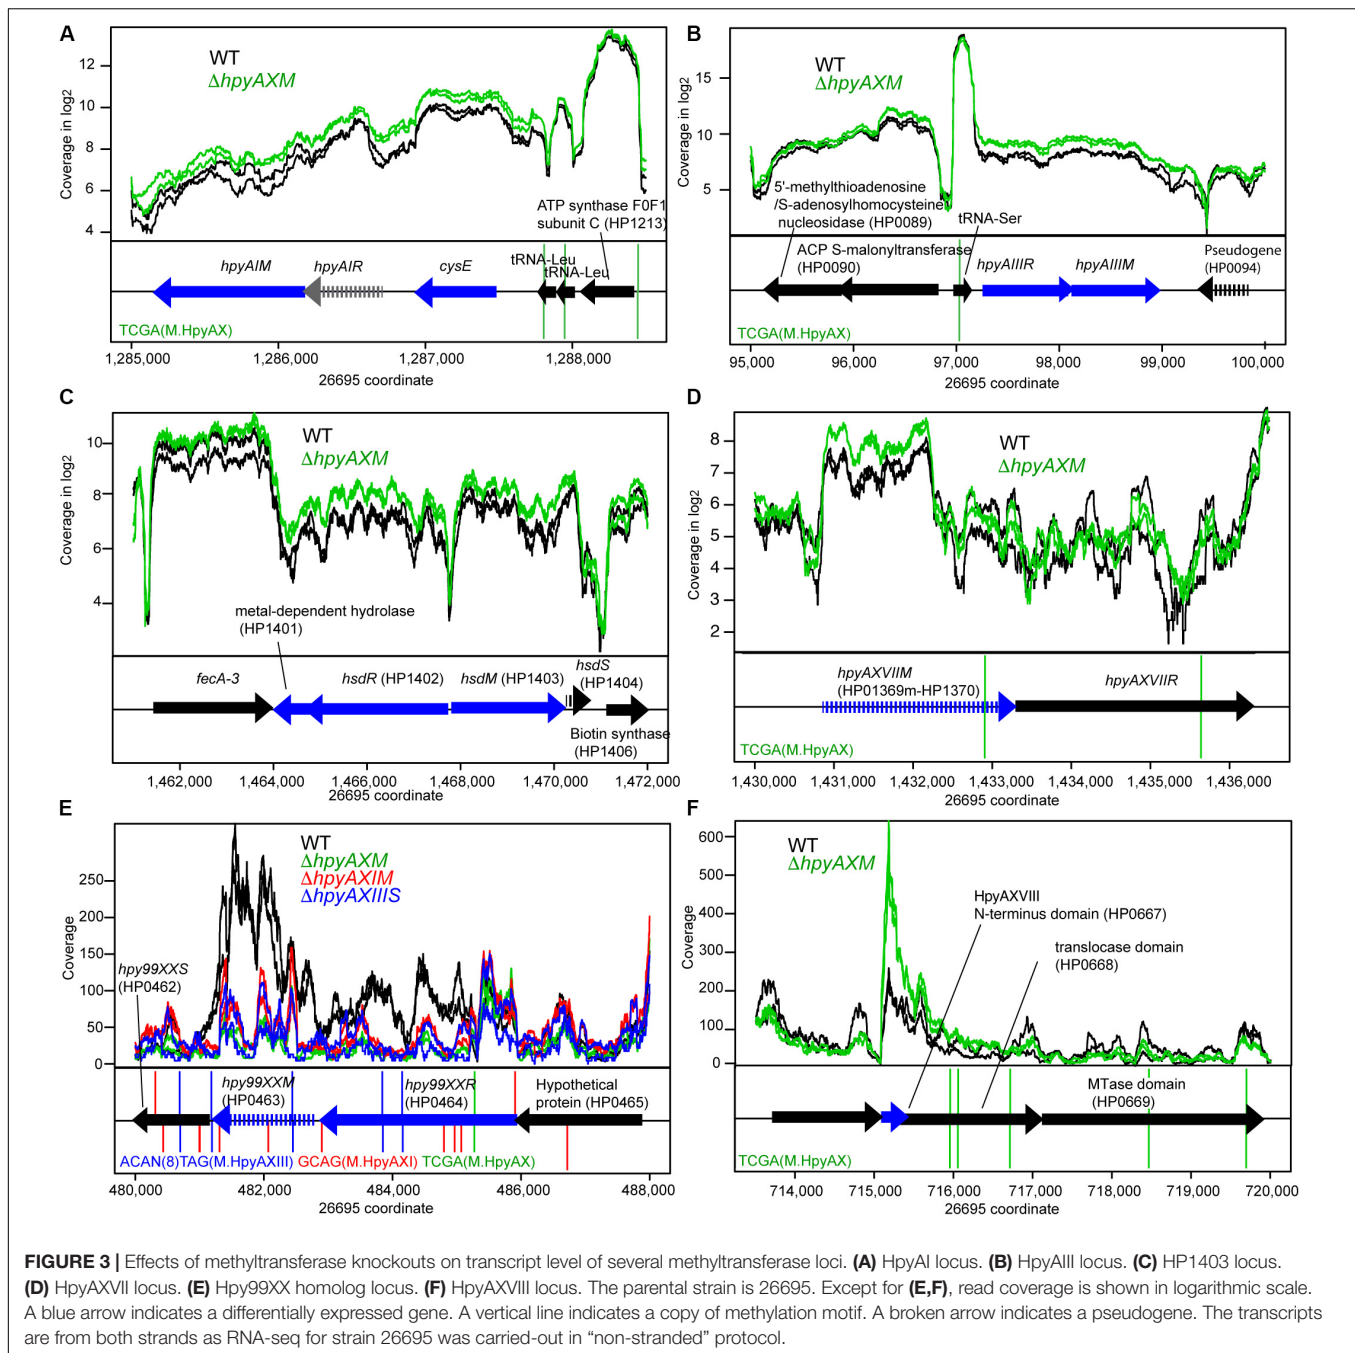 A
WT
ΔhpyAXM
Coverage in log2
12
10
8
6
4
ATP synthase F0F1
subunit C (HP1213)
hpyAIM
hpyAIR
cysE
tRNA-Leu
tRNA-Leu
TCGA(M.HpyAX)
1,285,000
1,286,000
1,287,000
1,288,000
26695 coordinate
B
WT
ΔhpyAXM
Coverage in log2
15
10
5
5'-methylthioadenosine
/S-adenosylhomocysteine
nucleosidase (HP0089)
tRNA-Ser
ACP S-malonyltransferase
(HP0090)
hpyAIIIR
hpyAIIIM
Pseudogene
(HP0094)
TCGA(M.HpyAX)
95,000
96,000
97,000
98,000
99,000
100,000
26695 coordinate
C
WT
ΔhpyAXM
Coverage in log2
10
8
6
4
metal-dependent hydrolase
(HP1401)
fecA-3
hsdR (HP1402)
hsdM (HP1403)
hsdS
(HP1404)
Biotin synthase
(HP1406)
1,462,000
1,464,000
1,466,000
1,468,000
1,470,000
1,472,000
26695 coordinate
D
WT
ΔhpyAXM
Coverage in log2
8
7
6
5
4
3
2
hpyAXVIIM
(HP01369m-HP1370)
hpyAXVIIR
TCGA(M.HpyAX)
1,430,000
1,431,000
1,432,000
1,433,000
1,434,000
1,435,000
1,436,000
26695 coordinate
E
WT
ΔhpyAXM
ΔhpyAXIM
ΔhpyAXIIIS
Coverage
250
200
150
100
50
0
hpy99XXS
(HP0462)
hpy99XXM
(HP0463)
hpy99XXR
(HP0464)
Hypothetical
protein (HP0465)
ACAN(8)TAG(M.HpyAXIII) GCAG(M.HpyAXI) TCGA(M.HpyAX)
480,000
482,000
484,000
486,000
488,000
26695 coordinate
F
WT
ΔhpyAXM
Coverage
600
500
400
300
200
100
0
HpyAXVIII
N-terminus domain (HP0667)
translocase domain
(HP0668)
MTase domain
(HP0669)
TCGA(M.HpyAX)
714,000
715,000
716,000
717,000
718,000
719,000
720,000
26695 coordinate
FIGURE 3 | Effects of methyltransferase knockouts on transcript level of several methyltransferase loci. (A) HpyAI locus. (B) HpyAIII locus. (C) HP1403 locus.
(D) HpyAXVII locus. (E) Hpy99XX homolog locus. (F) HpyAXVIII locus. The parental strain is 26695. Except for (E,F), read coverage is shown in logarithmic scale.
A blue arrow indicates a differentially expressed gene. A vertical line indicates a copy of methylation motif. A broken arrow indicates a pseudogene. The transcripts
are from both strands as RNA-seq for strain 26695 was carried-out in “non-stranded” protocol.